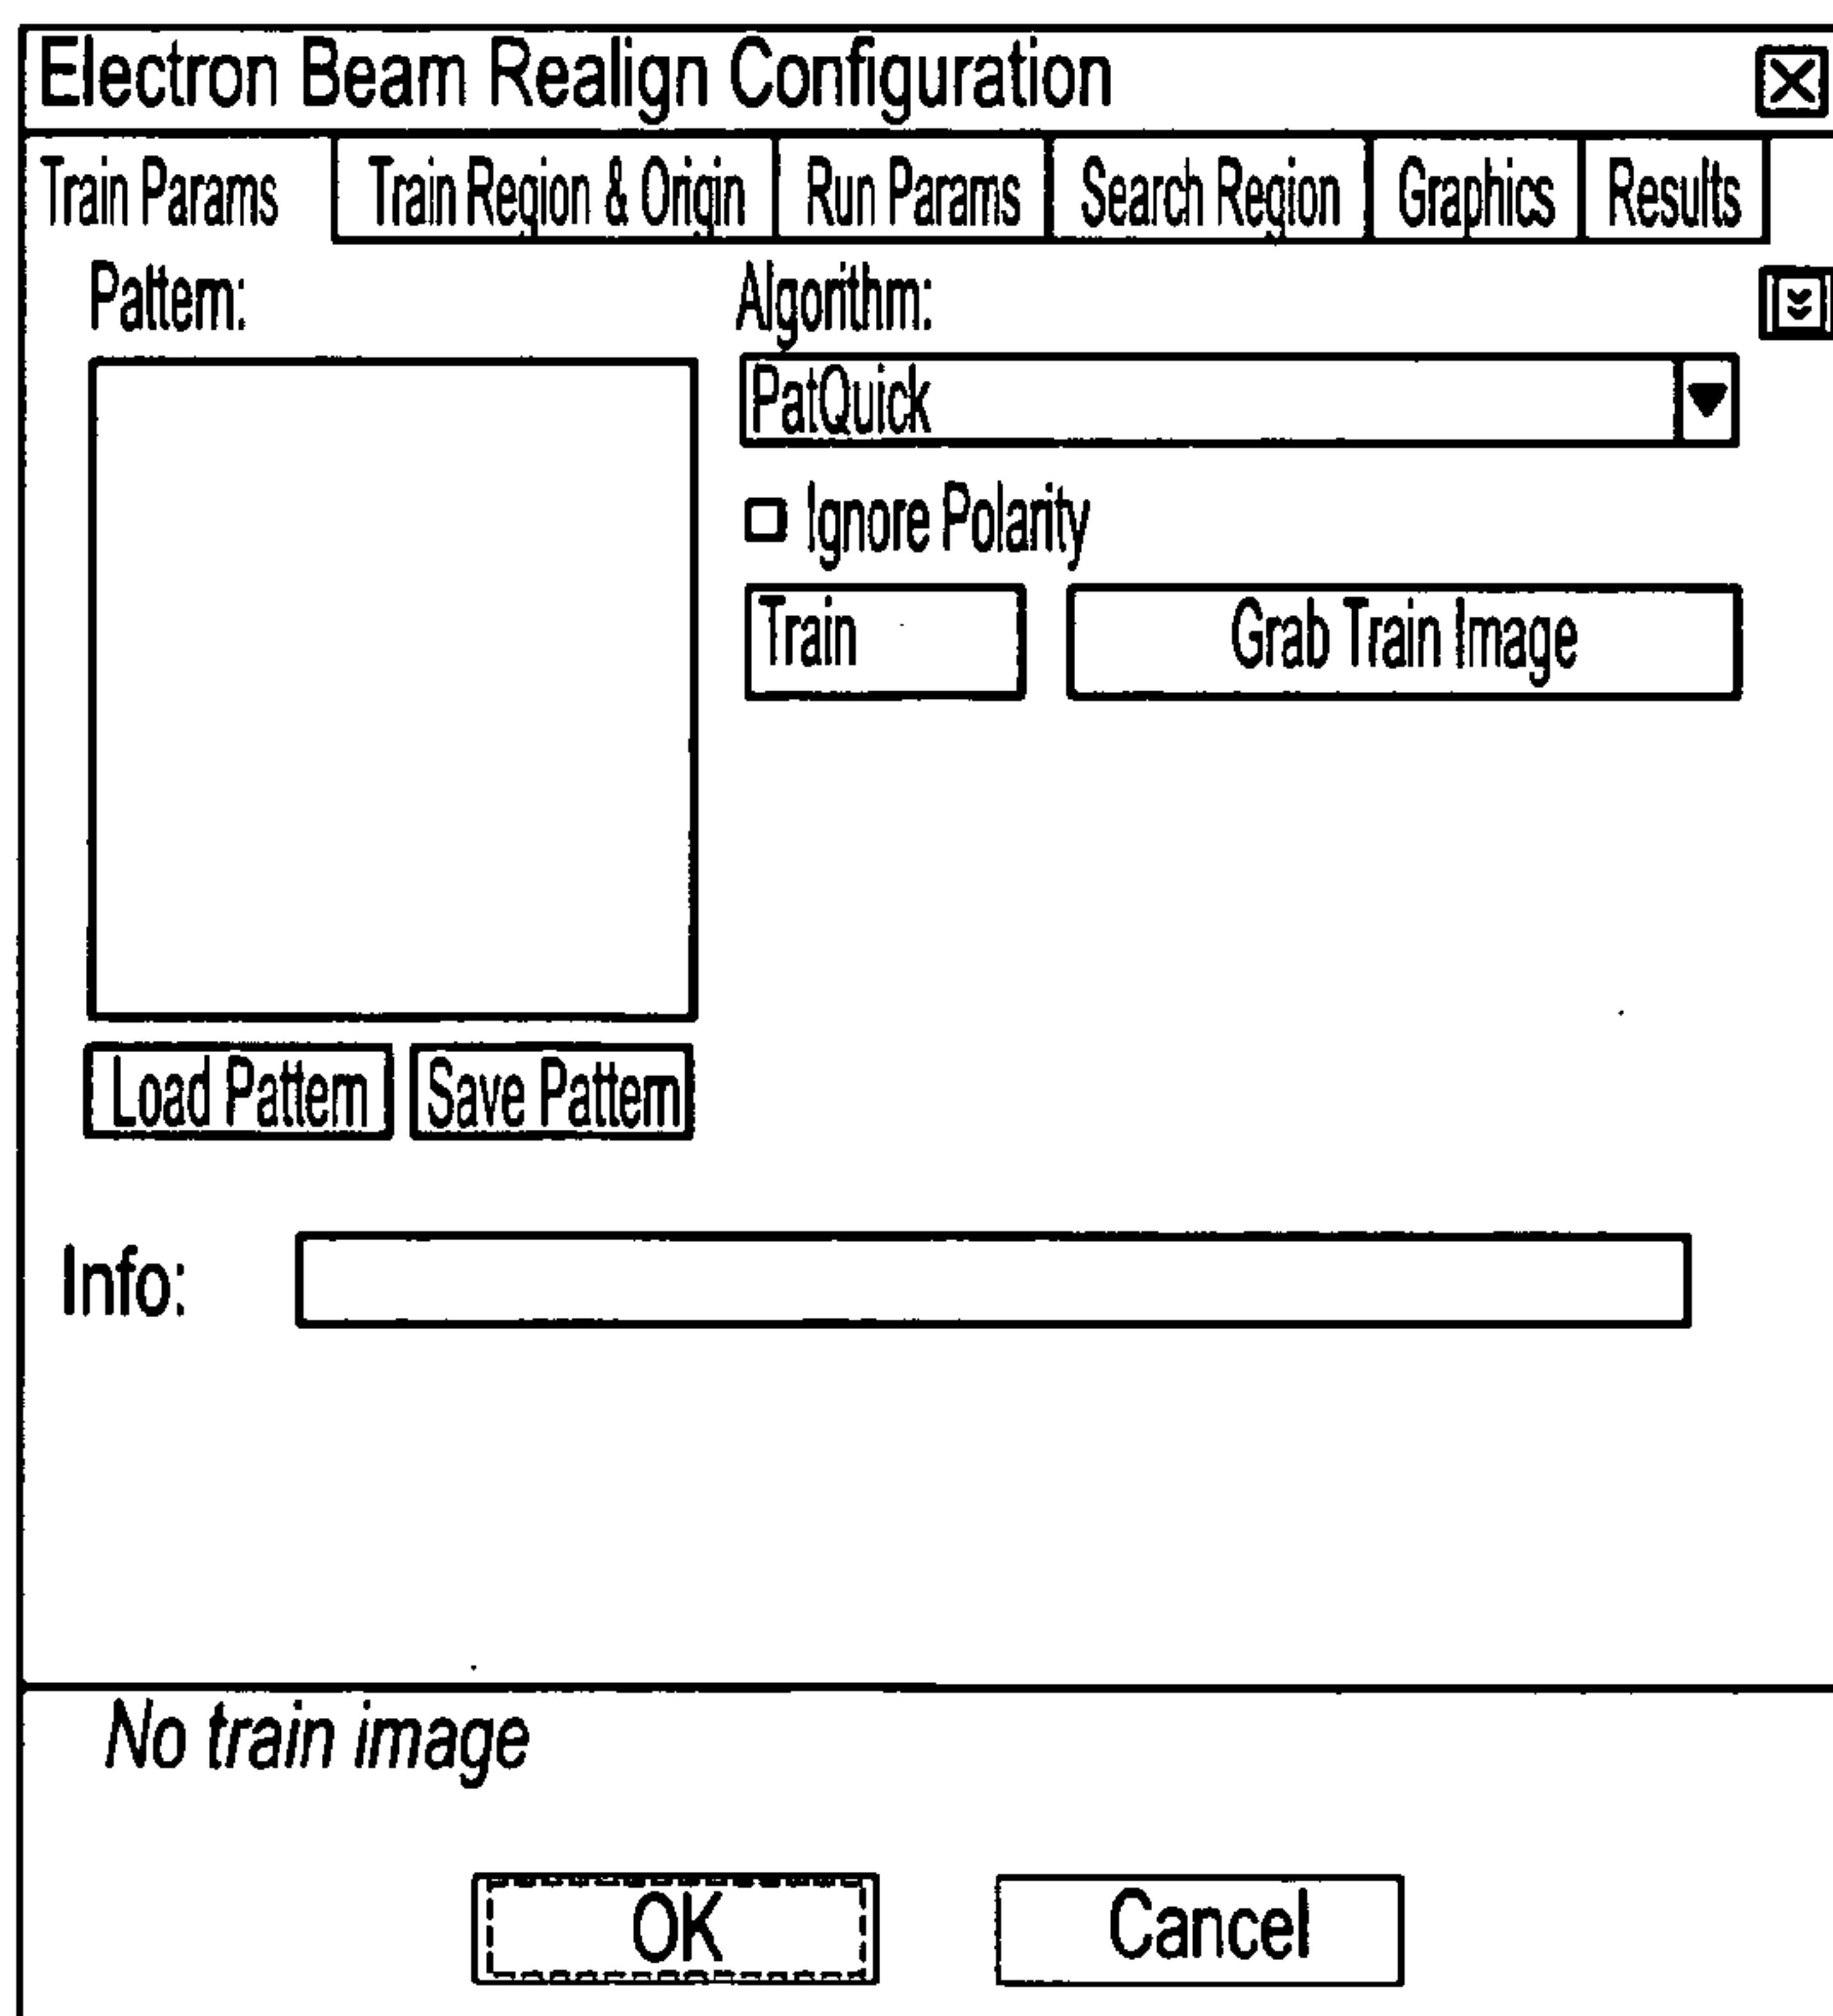 Electron Beam Realign Configuration
Train Params Train Region & Origin Run Params Search Region Graphics Results
Pattern: Algorithm:
PatQuick
Ignore Polarity
Train Grab Train Image
Load Pattern Save Pattern
Info:
No train image
OK Cancel